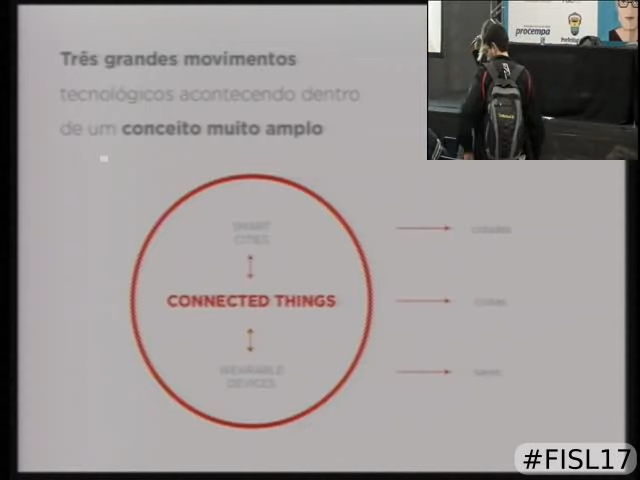 Três grandes movimentos
tecnológicos acontecendo dentro
de um conceito muito amplo
SMART
CITIES
CONNECTED THINGS
WEARABLE
DEVICES
procempa
#FISL17